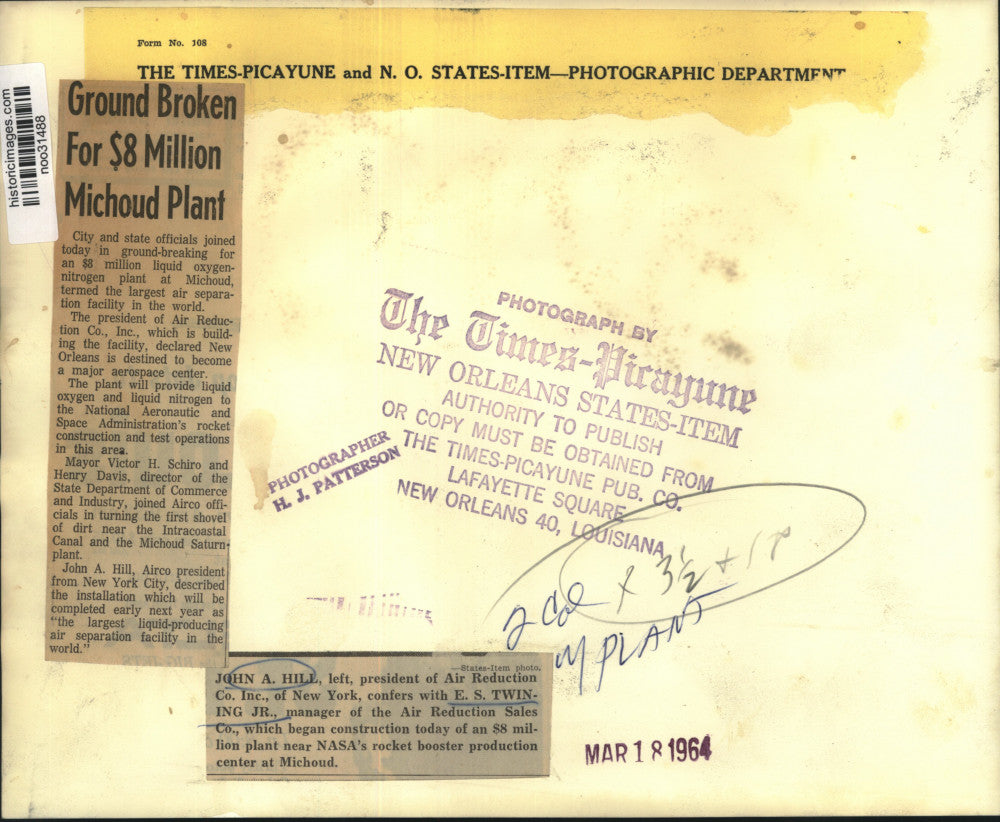 Form No. 108
THE TIMES-PICAYUNE and N. O. STATES-ITEM—PHOTOGRAPHIC DEPARTMENT
historicimages.com
noo31488
Ground Broken
For $8 Million
Michoud Plant
City and state officials joined
today in ground-breaking for
an $8 million liquid oxygen-
nitrogen plant at Michoud,
termed the largest air separa-
tion facility in the world.
The president of Air Reduc-
tion Co., Inc., which is build-
ing the facility, declared New
Orleans is destined to become
a major aerospace center.
The plant will provide liquid
oxygen and liquid nitrogen to
the National Aeronautic and
Space Administration's rocket
construction and test operations
in this area.
Mayor Victor H. Schiro and
Henry Davis, director of the
State Department of Commerce
and Industry, joined Airco offi-
cials in turning the first shovel
of dirt near the Intracoastal
Canal and the Michoud Saturn
plant.
John A. Hill, Airco president
from New York City, described
the installation which will be
completed early next year as
"the largest liquid-producing
air separation facility in the
world."
PHOTOGRAPH BY
The Times-Picayune
NEW ORLEANS STATES-ITEM
AUTHORITY TO PUBLISH
OR COPY MUST BE OBTAINED FROM
THE TIMES-PICAYUNE PUB. CO.
LAFAYETTE SQUARE
NEW ORLEANS 40, LOUISIANA
PHOTOGRAPHER
H. J. PATTERSON
2 Col x 3½ +
PLANT
—States-Item photo.
JOHN A. HILL, left, president of Air Reduction
Co. Inc., of New York, confers with E. S. TWIN-
ING JR., manager of the Air Reduction Sales
Co., which began construction today of an $8 mil-
lion plant near NASA's rocket booster production
center at Michoud.
MAR 18 1964